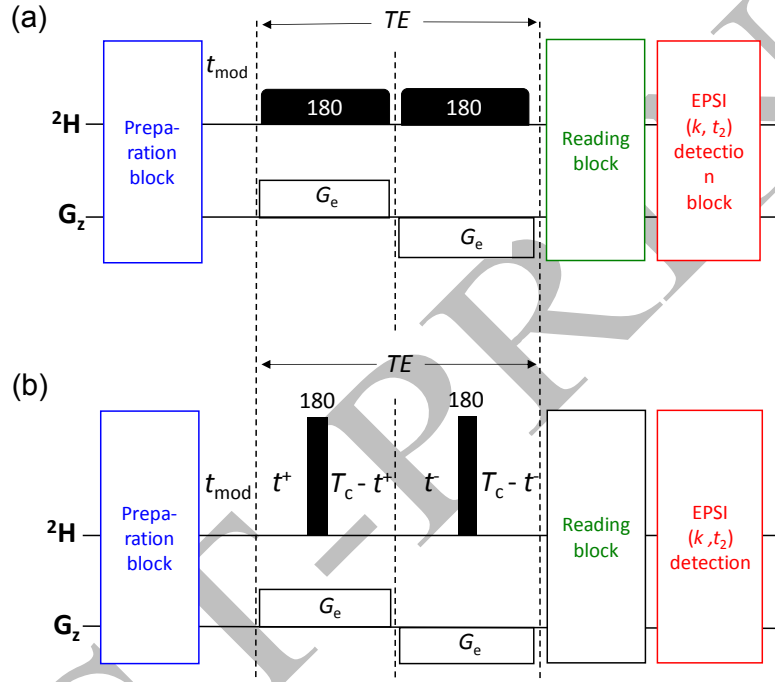 (a)
TE
t_mod
180
180
²H
Prepa-
ration
block
Reading
block
EPSI
(k, t₂)
detectio
n
block
G_e
G_z
G_e
(b)
TE
180
180
t_mod
t⁺
T_c - t⁺
t⁻
T_c - t⁻
²H
Prepa-
ration
block
Reading
block
EPSI
(k ,t₂)
detection
G_e
G_z
G_e
T-PRI